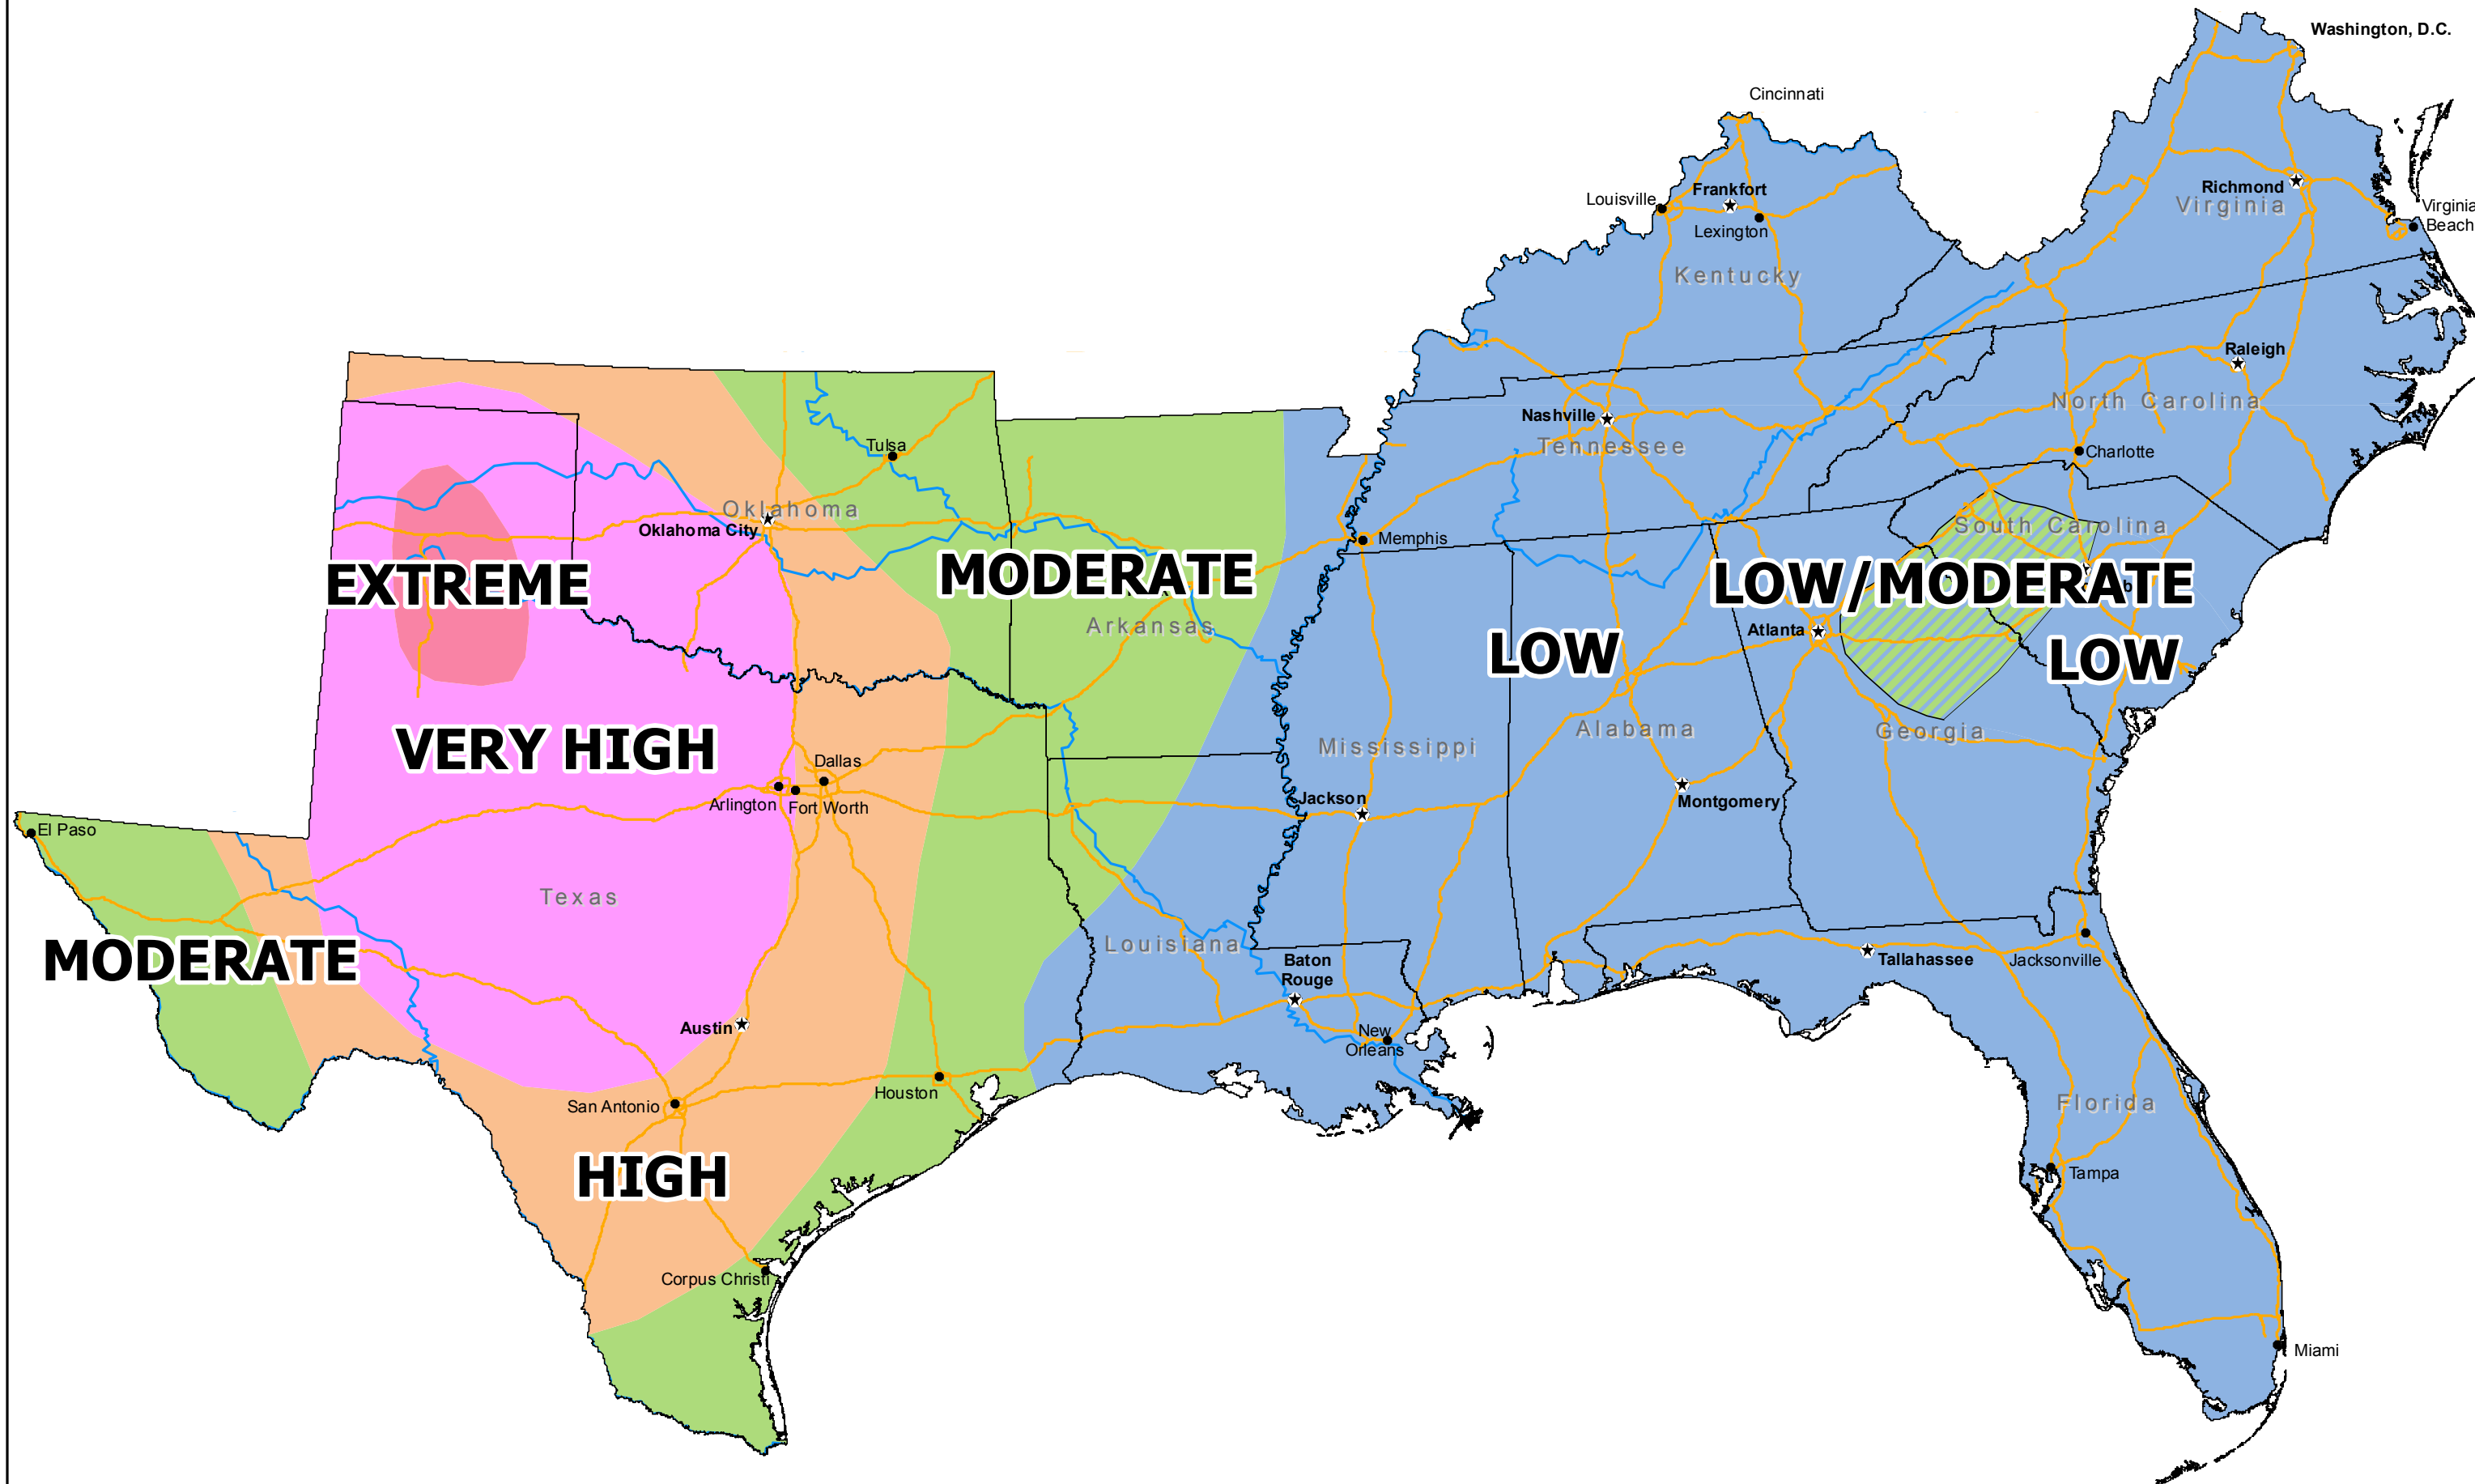 Washington, D.C.
Cincinnati
Louisville
Frankfort
Lexington
Richmond
Virginia
Virginia
Beach
Kentucky
Raleigh
North Carolina
Nashville
Tennessee
Charlotte
Tulsa
Oklahoma
Oklahoma City
South Carolina
Memphis
EXTREME
MODERATE
LOW/MODERATE
Arkansas
Atlanta
LOW
LOW
VERY HIGH
Mississippi
Alabama
Georgia
Dallas
Arlington
Fort Worth
Jackson
Montgomery
El Paso
Texas
MODERATE
Louisiana
Baton
Rouge
Tallahassee
Jacksonville
Austin
New
Orleans
Houston
San Antonio
Florida
HIGH
Tampa
Corpus Christi
Miami